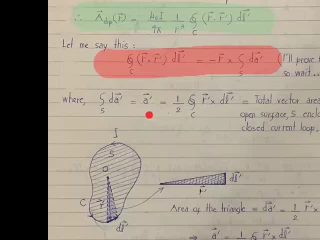 ∴ A⃗dip(r⃗) = μ₀I/4π 1/r² ∮C (r̂·r⃗') dl⃗'
Let me say this :
∮C (r̂·r⃗') dl⃗' = -r̂ × ∫S da⃗' (I'll prove
so wait..
where, ∫S da⃗' = a⃗' = 1/2 ∮C r⃗' × dl⃗' = Total vector area
open surface, S enclo
closed current loop,
I
S
O
C
r⃗'
dl⃗'
r⃗'
dl⃗'
Area of the triangle = da⃗' = 1/2 r⃗' ×
⇒ 1/2 ∮ r⃗' × dl⃗'